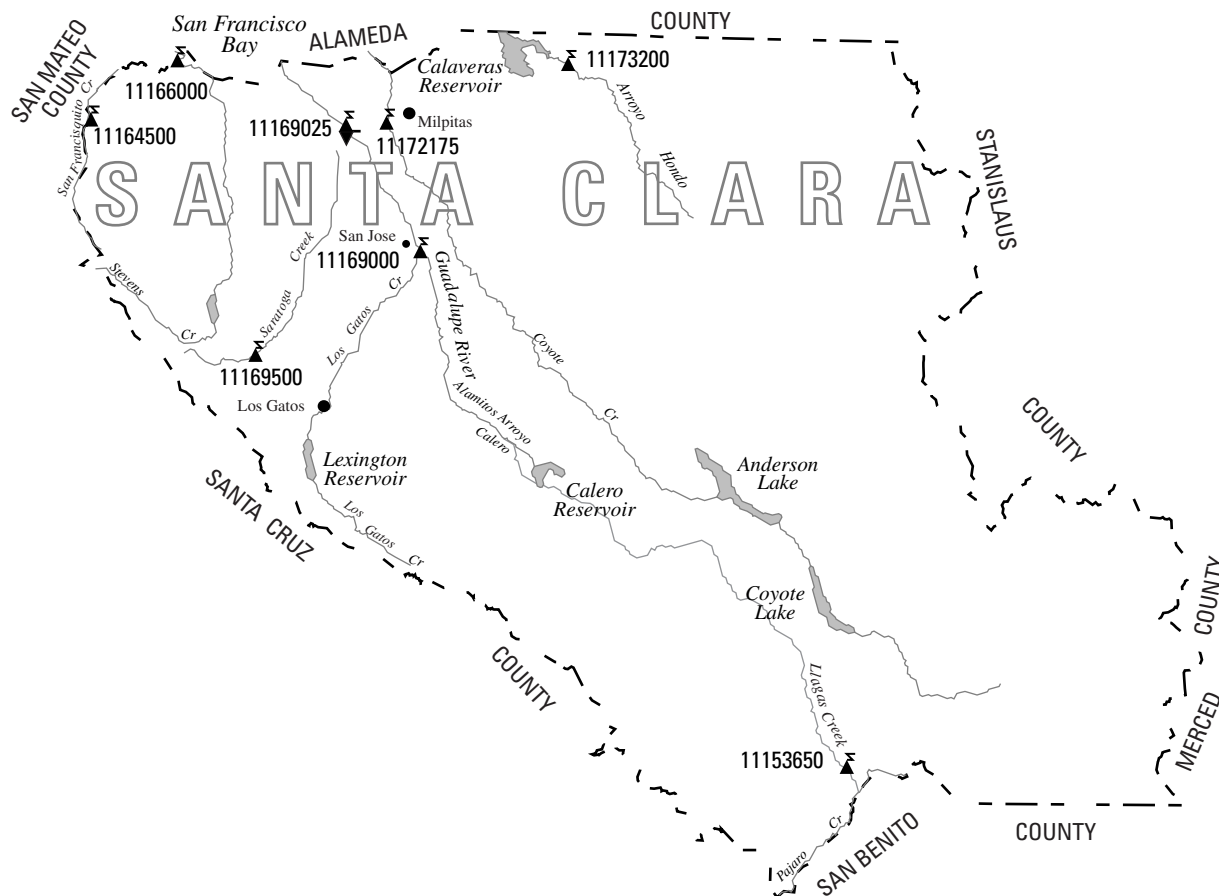 San Francisco
Bay
ALAMEDA
COUNTY
SAN MATEO
COUNTY
11166000
Calaveras
Reservoir
11173200
San Francisquito Cr
11164500
11169025
Milpitas
11172175
Arroyo
Hondo
SANTA CLARA
STANISLAUS
COUNTY
San Jose
11169000
Stevens
Cr
Saratoga
Creek
11169500
Los Gatos Cr
Guadalupe River
Coyote
Cr
Los Gatos
Alamitos Arroyo
Calero
Lexington
Reservoir
Calero
Reservoir
Anderson
Lake
Los
Gatos
Cr
SANTA CRUZ
COUNTY
Coyote
Lake
Llagas Creek
11153650
MERCED
COUNTY
Pajaro
Cr
SAN BENITO
COUNTY